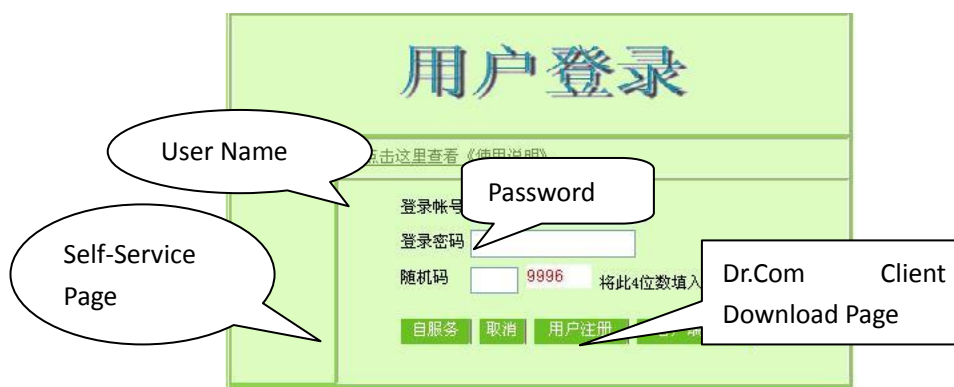 用户登录
User Name
点击这里查看《使用说明》
Password
登录帐号
登录密码
Self-Service
Page
随机码
9996
将此4位数填入
Dr.Com Client
Download Page
自服务
取消
用户注册